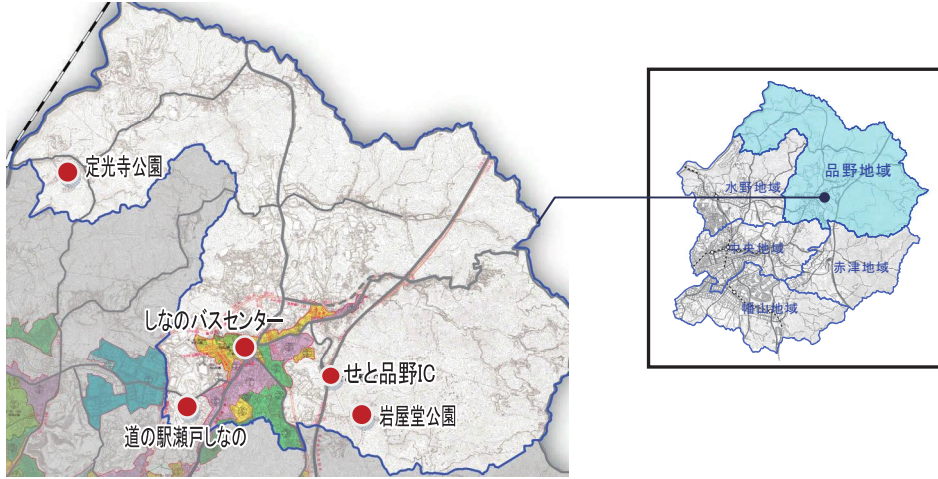 定光寺公園
しなのバスセンター
せと品野IC
岩屋堂公園
道の駅瀬戸しなの
品野地域
水野地域
中央地域
赤津地域
幡山地域